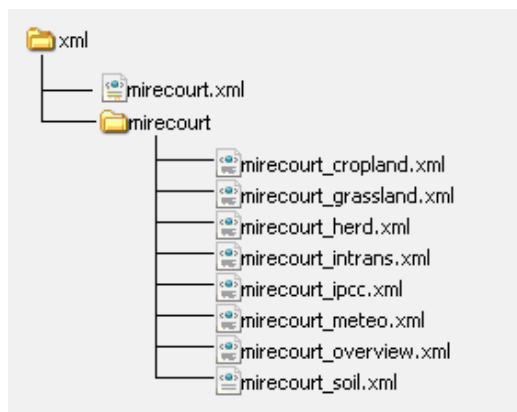 xml
mirecourt.xml
mirecourt
mirecourt_cropland.xml
mirecourt_grassland.xml
mirecourt_herd.xml
mirecourt_intrans.xml
mirecourt_ipcc.xml
mirecourt_meteo.xml
mirecourt_overview.xml
mirecourt_soil.xml